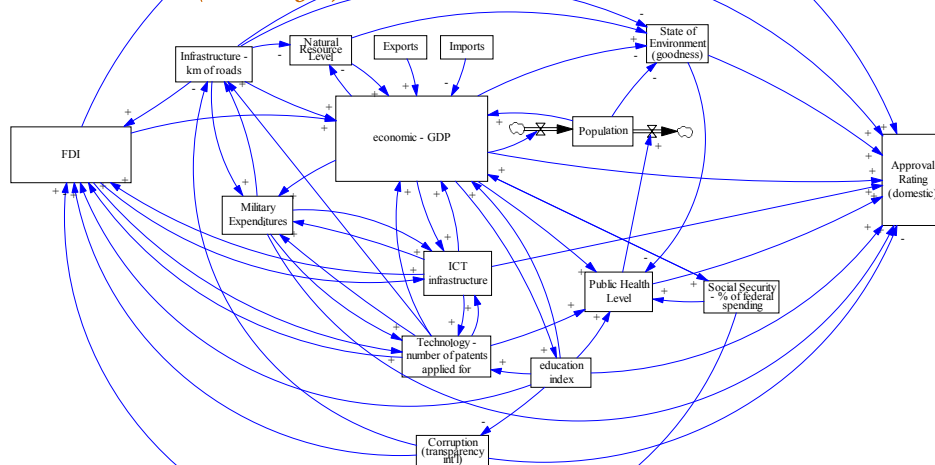 State of
Environment
(goodness)
Natural
Resource
Level
Exports
Imports
Infrastructure -
km of roads
economic - GDP
Population
FDI
Approval
Rating
(domestic)
Military
Expenditures
ICT
infrastructure
Public Health
Level
Social Security
- % of federal
spending
Technology -
number of patents
applied for
education
index
Corruption
(transparency
int'l)